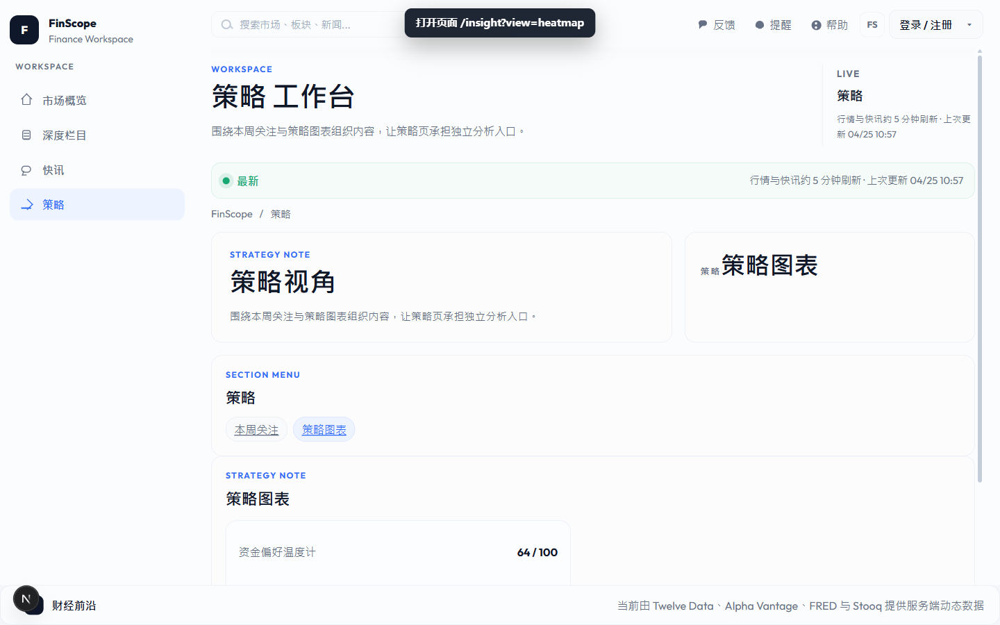 F
FinScope
Finance Workspace
搜索市场、板块、新闻...
打开页面 /insight?view=heatmap
反馈
提醒
帮助
FS
登录 / 注册
WORKSPACE
市场概览
深度栏目
快讯
策略
WORKSPACE
策略 工作台
围绕本周关注与策略图表组织内容，让策略页承担独立分析入口。
LIVE
策略
行情与快讯约 5 分钟刷新 · 上次更
新 04/25 10:57
最新
行情与快讯约 5 分钟刷新 · 上次更新 04/25 10:57
FinScope / 策略
STRATEGY NOTE
策略视角
围绕本周关注与策略图表组织内容，让策略页承担独立分析入口。
策略 策略图表
SECTION MENU
策略
本周关注
策略图表
STRATEGY NOTE
策略图表
资金偏好温度计
64 / 100
N
财经前沿
当前由 Twelve Data、Alpha Vantage、FRED 与 Stooq 提供服务端动态数据